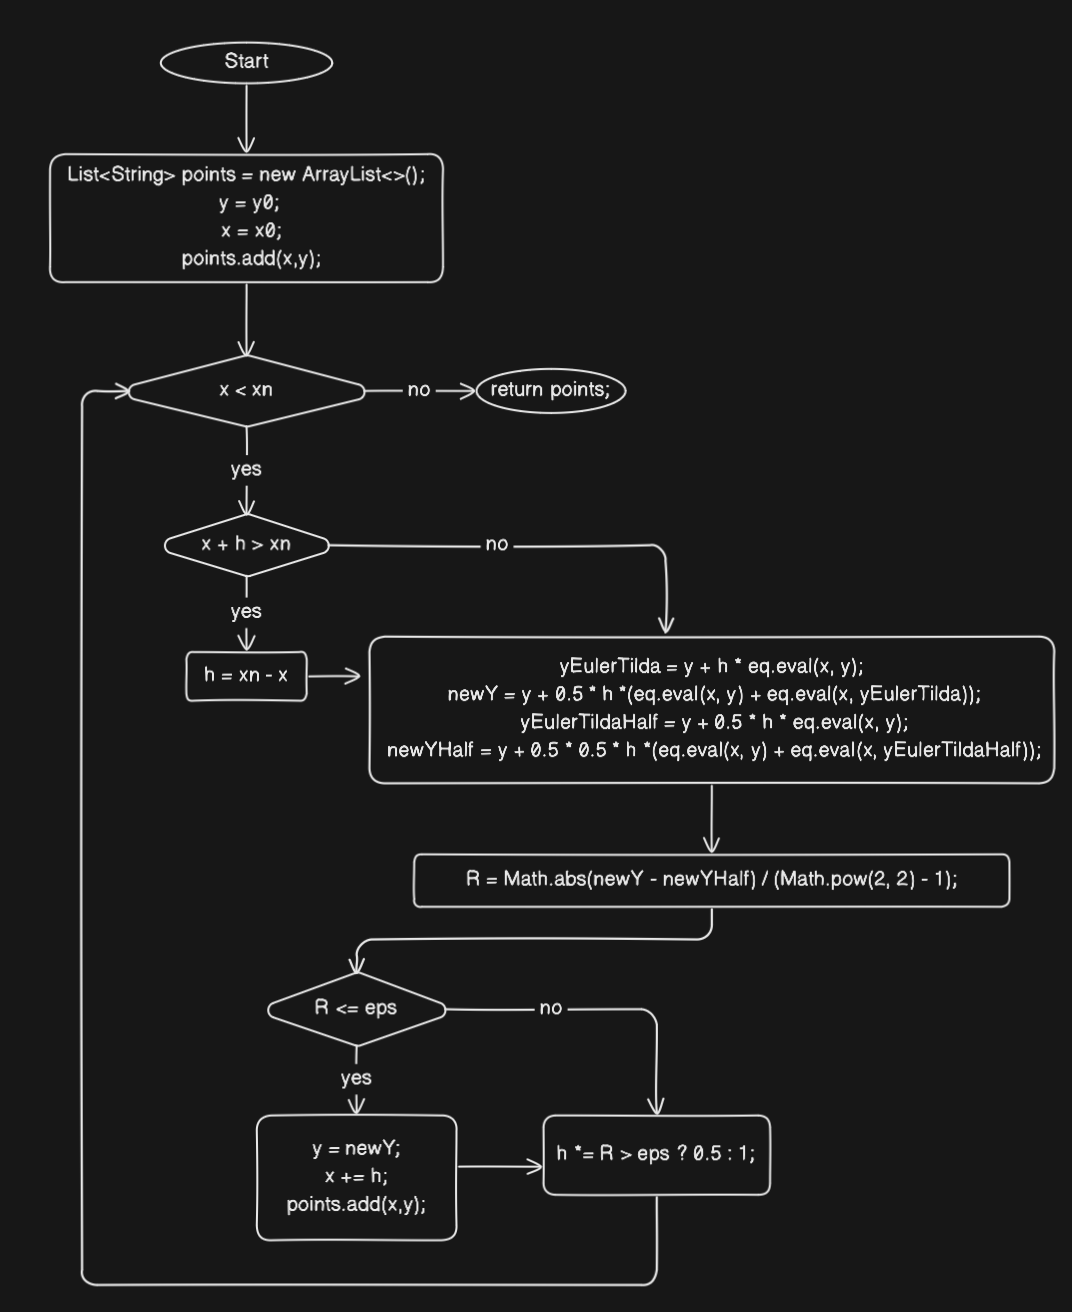 Start
List<String> points = new ArrayList<>();
y = y0;
x = x0;
points.add(x,y);
x < xn
no
return points;
yes
x + h > xn
no
yes
h = xn - x
yEulerTilda = y + h * eq.eval(x, y);
newY = y + 0.5 * h *(eq.eval(x, y) + eq.eval(x, yEulerTilda));
yEulerTildaHalf = y + 0.5 * h * eq.eval(x, y);
newYHalf = y + 0.5 * 0.5 * h *(eq.eval(x, y) + eq.eval(x, yEulerTildaHalf));
R = Math.abs(newY - newYHalf) / (Math.pow(2, 2) - 1);
R <= eps
no
yes
y = newY;
x += h;
points.add(x,y);
h *= R > eps ? 0.5 : 1;